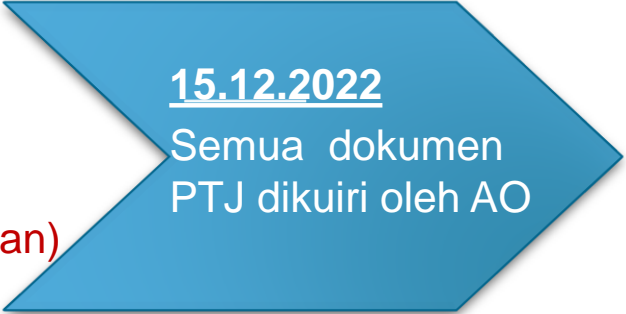 15.12.2022
Semua dokumen
PTJ dikuiri oleh AO
an)